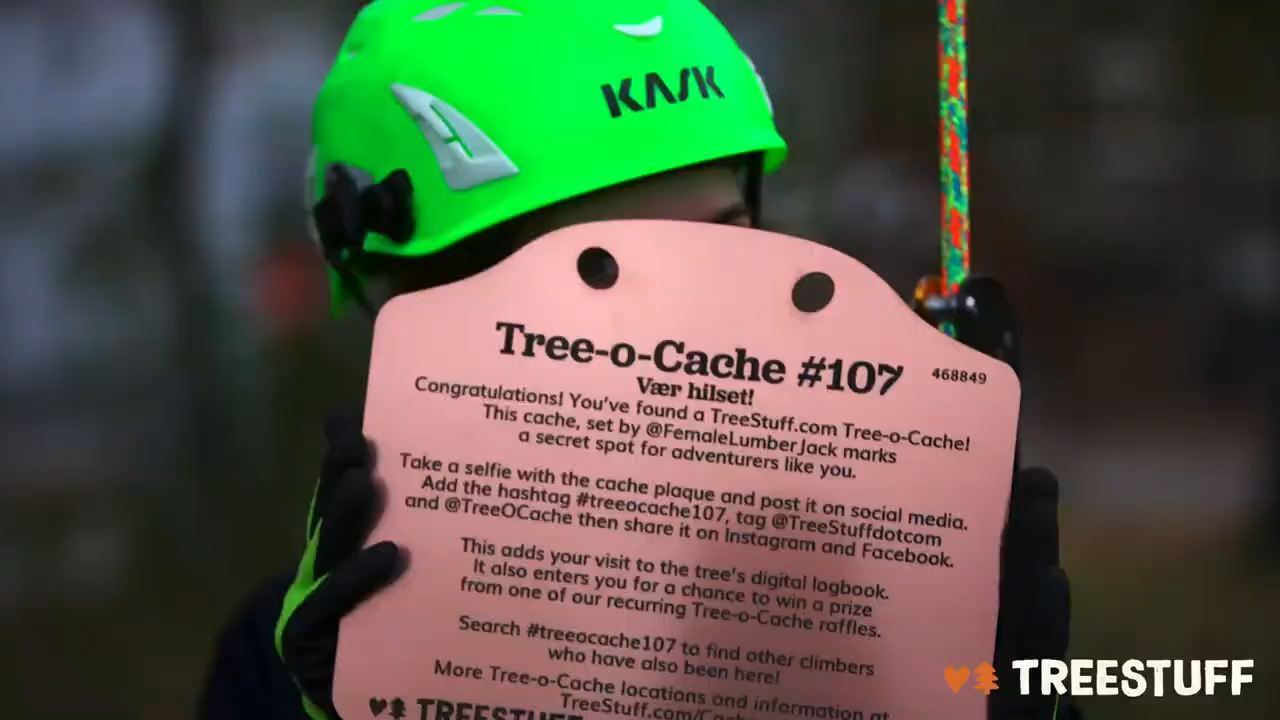 KASK
Tree-o-Cache #107
468849
Vær hilset!
Congratulations! You've found a TreeStuff.com Tree-o-Cache!
This cache, set by @FemaleLumberJack marks
a secret spot for adventurers like you.
Take a selfie with the cache plaque and post it on social media.
Add the hashtag #treeocache107, tag @TreeStuffdotcom
and @TreeOCache then share it on Instagram and Facebook.
This adds your visit to the tree's digital logbook.
It also enters you for a chance to win a prize
from one of our recurring Tree-o-Cache raffles.
Search #treeocache107 to find other climbers
who have also been here!
More Tree-o-Cache locations and information at
TreeStuff.com/Cache
TREESTUFF
TREESTUFF